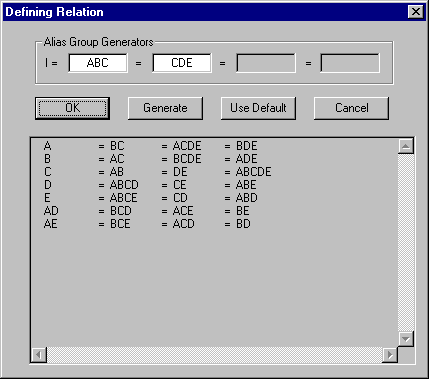 Defining Relation
Alias Group Generators
I = ABC = CDE = =
OK Generate Use Default Cancel
A = BC = ACDE = BDE
B = AC = BCDE = ADE
C = AB = DE = ABCDE
D = ABCD = CE = ABE
E = ABCE = CD = ABD
AD = BCD = ACE = BE
AE = BCE = ACD = BD